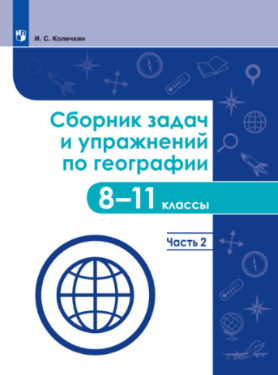 И. С. Колечкин
Сборник задач
и упражнений
по географии
8–11 классы
Часть 2